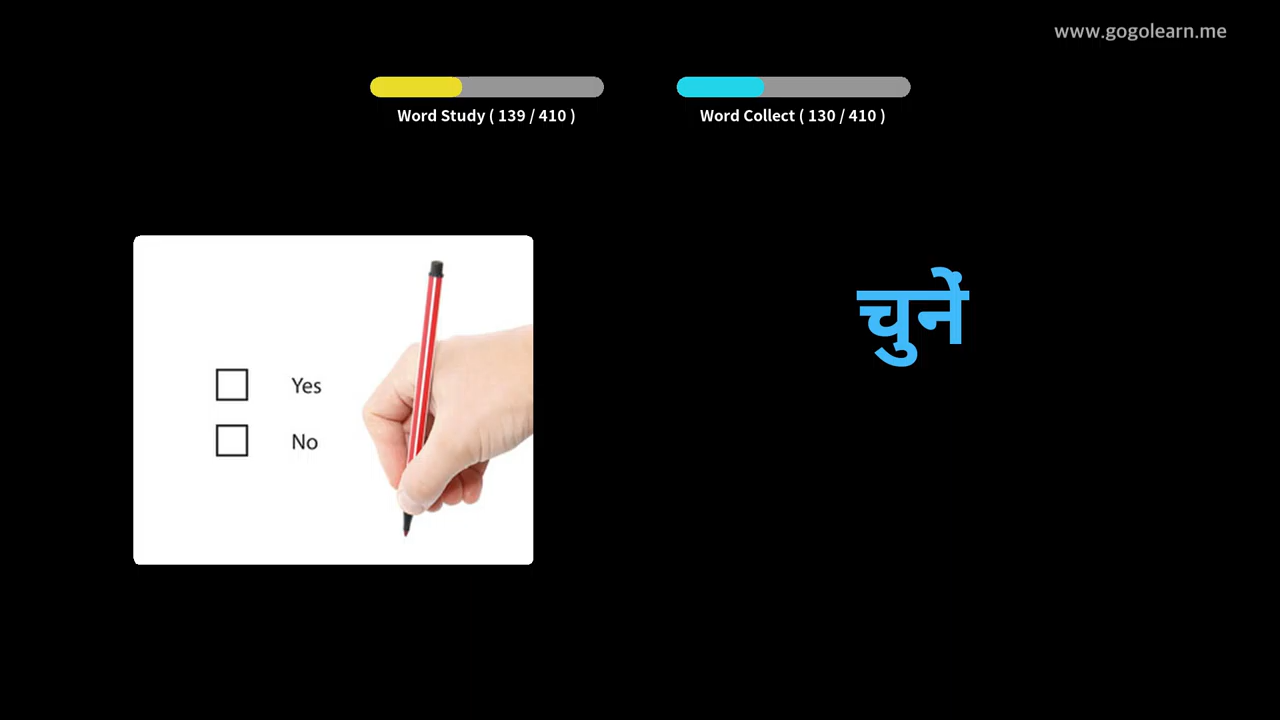 www.gogolearn.me
Word Study ( 139 / 410 )
Word Collect ( 130 / 410 )
चुनें
Yes
No